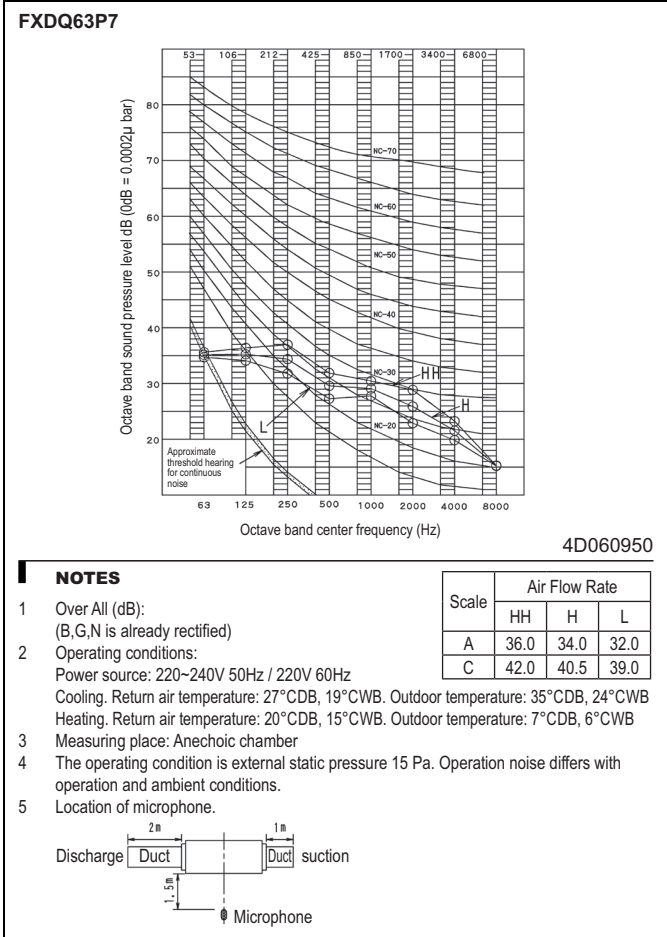 FXDQ63P7
53 106 212 425 850 1700 3400 6800
Octave band sound pressure level dB (0dB = 0.0002µ bar)
80
70
60
50
40
30
20
NC-70
NC-60
NC-50
NC-40
NC-30
NC-20
HH
H
L
Approximate
threshold hearing
for continuous
noise
63 125 250 500 1000 2000 4000 8000
Octave band center frequency (Hz)
4D060950
NOTES
1 Over All (dB):
(B,G,N is already rectified)
Scale Air Flow Rate
HH H L
A 36.0 34.0 32.0
C 42.0 40.5 39.0
2 Operating conditions:
Power source: 220~240V 50Hz / 220V 60Hz
Cooling. Return air temperature: 27°CDB, 19°CWB. Outdoor temperature: 35°CDB, 24°CWB
Heating. Return air temperature: 20°CDB, 15°CWB. Outdoor temperature: 7°CDB, 6°CWB
3 Measuring place: Anechoic chamber
4 The operating condition is external static pressure 15 Pa. Operation noise differs with
operation and ambient conditions.
5 Location of microphone.
2m 1m
Discharge Duct Duct suction
1.5m
Microphone